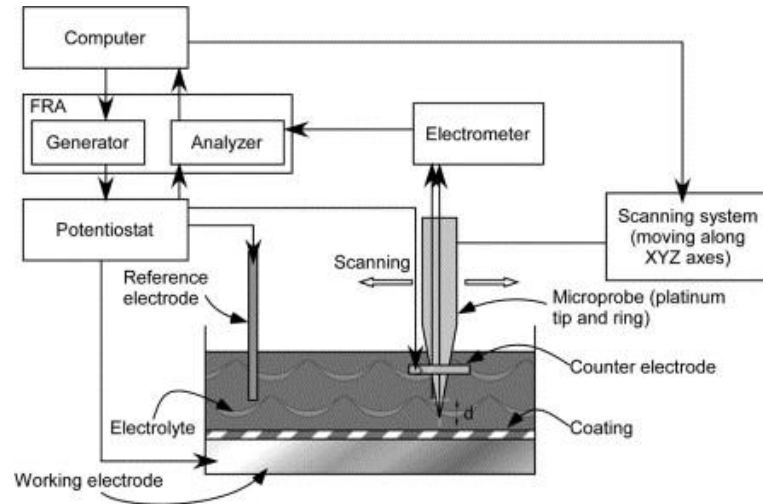 Computer
FRA
Generator
Analyzer
Electrometer
Potentiostat
Scanning system
(moving along
XYZ axes)
Scanning
Reference
electrode
Microprobe (platinum
tip and ring)
Counter electrode
d
Electrolyte
Coating
Working electrode